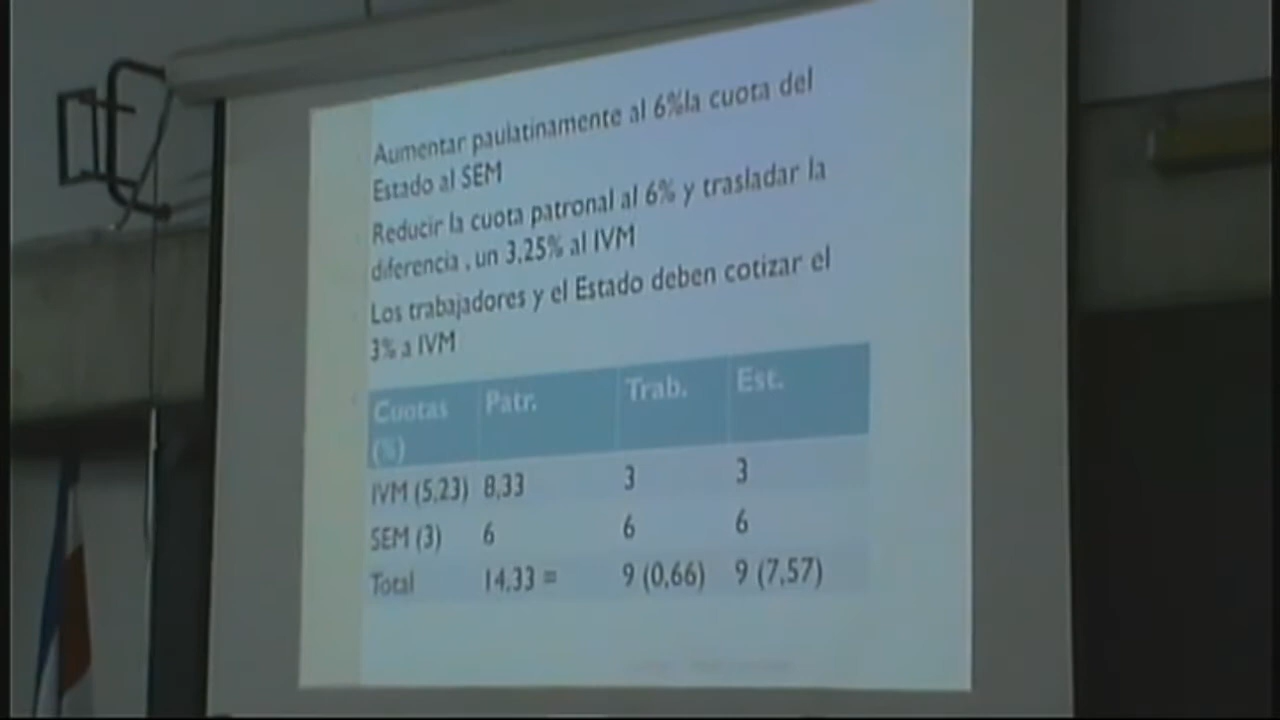 Aumentar paulatinamente al 6%la cuota del
Estado al SEM
Reducir la cuota patronal al 6% y trasladar la
diferencia , un 3,25% al IVM
Los trabajadores y el Estado deben cotizar el
3% a IVM
Cuotas (%) Patr. Trab. Est.
IVM (5,23) 8,33 3 3
SEM (3) 6 6 6
Total 14,33 = 9 (0,66) 9 (7,57)